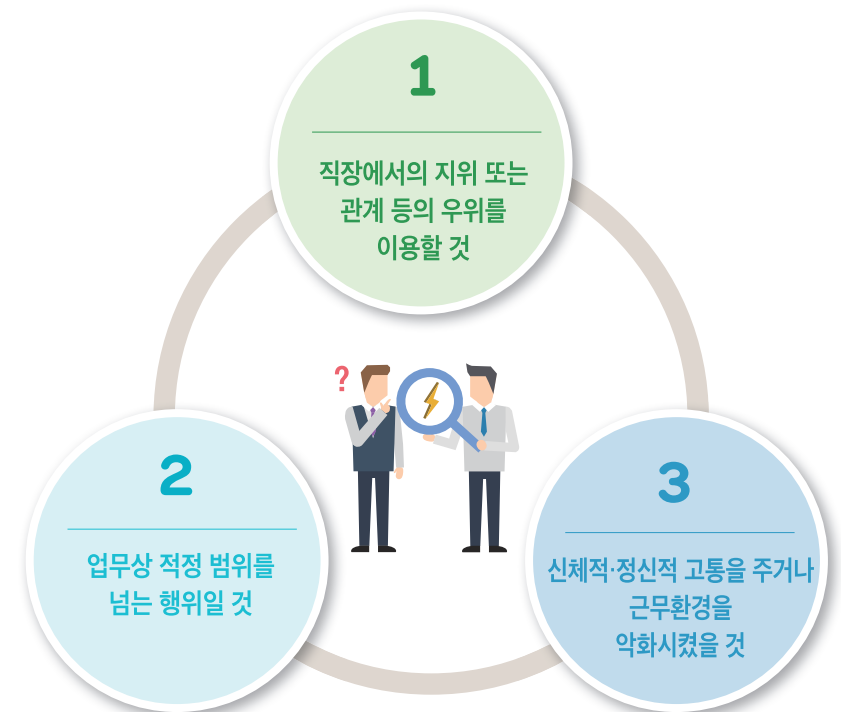 1
직장에서의 지위 또는
관계 등의 우위를
이용할 것
?
2
업무상 적정 범위를
넘는 행위일 것
3
신체적·정신적 고통을 주거나
근무환경을
악화시켰을 것